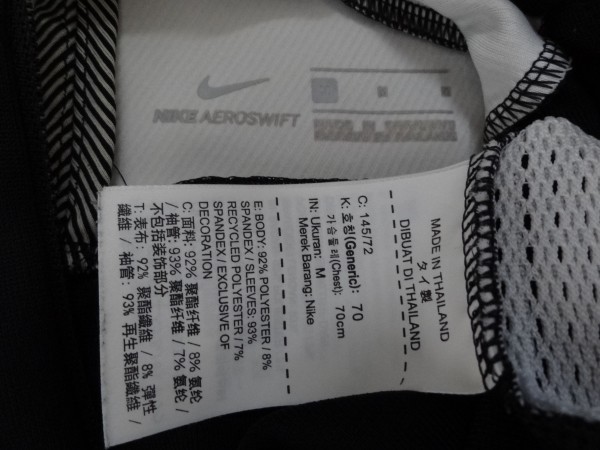 NIKE AEROSWIFT
MADE IN THAILAND
タイ製
DIBUAT DI THAILAND
C: 145/72
K: 호칭(Generic): 70
가슴둘레(Chest): 70cm
IN: Ukuran: M
Merek Barang: Nike
E: BODY: 92% POLYESTER / 8%
SPANDEX / SLEEVES: 93%
RECYCLED POLYESTER / 7%
SPANDEX / EXCLUSIVE OF
DECORATION
C: 面料: 92% 聚酯纤维 / 8% 氨纶
/ 袖管: 93% 聚酯纤维 / 7% 氨纶
不包括装饰部分
T: 表布: 92% 聚酯纖維 / 8% 彈性
纖維 / 袖管: 93% 再生聚酯纖維